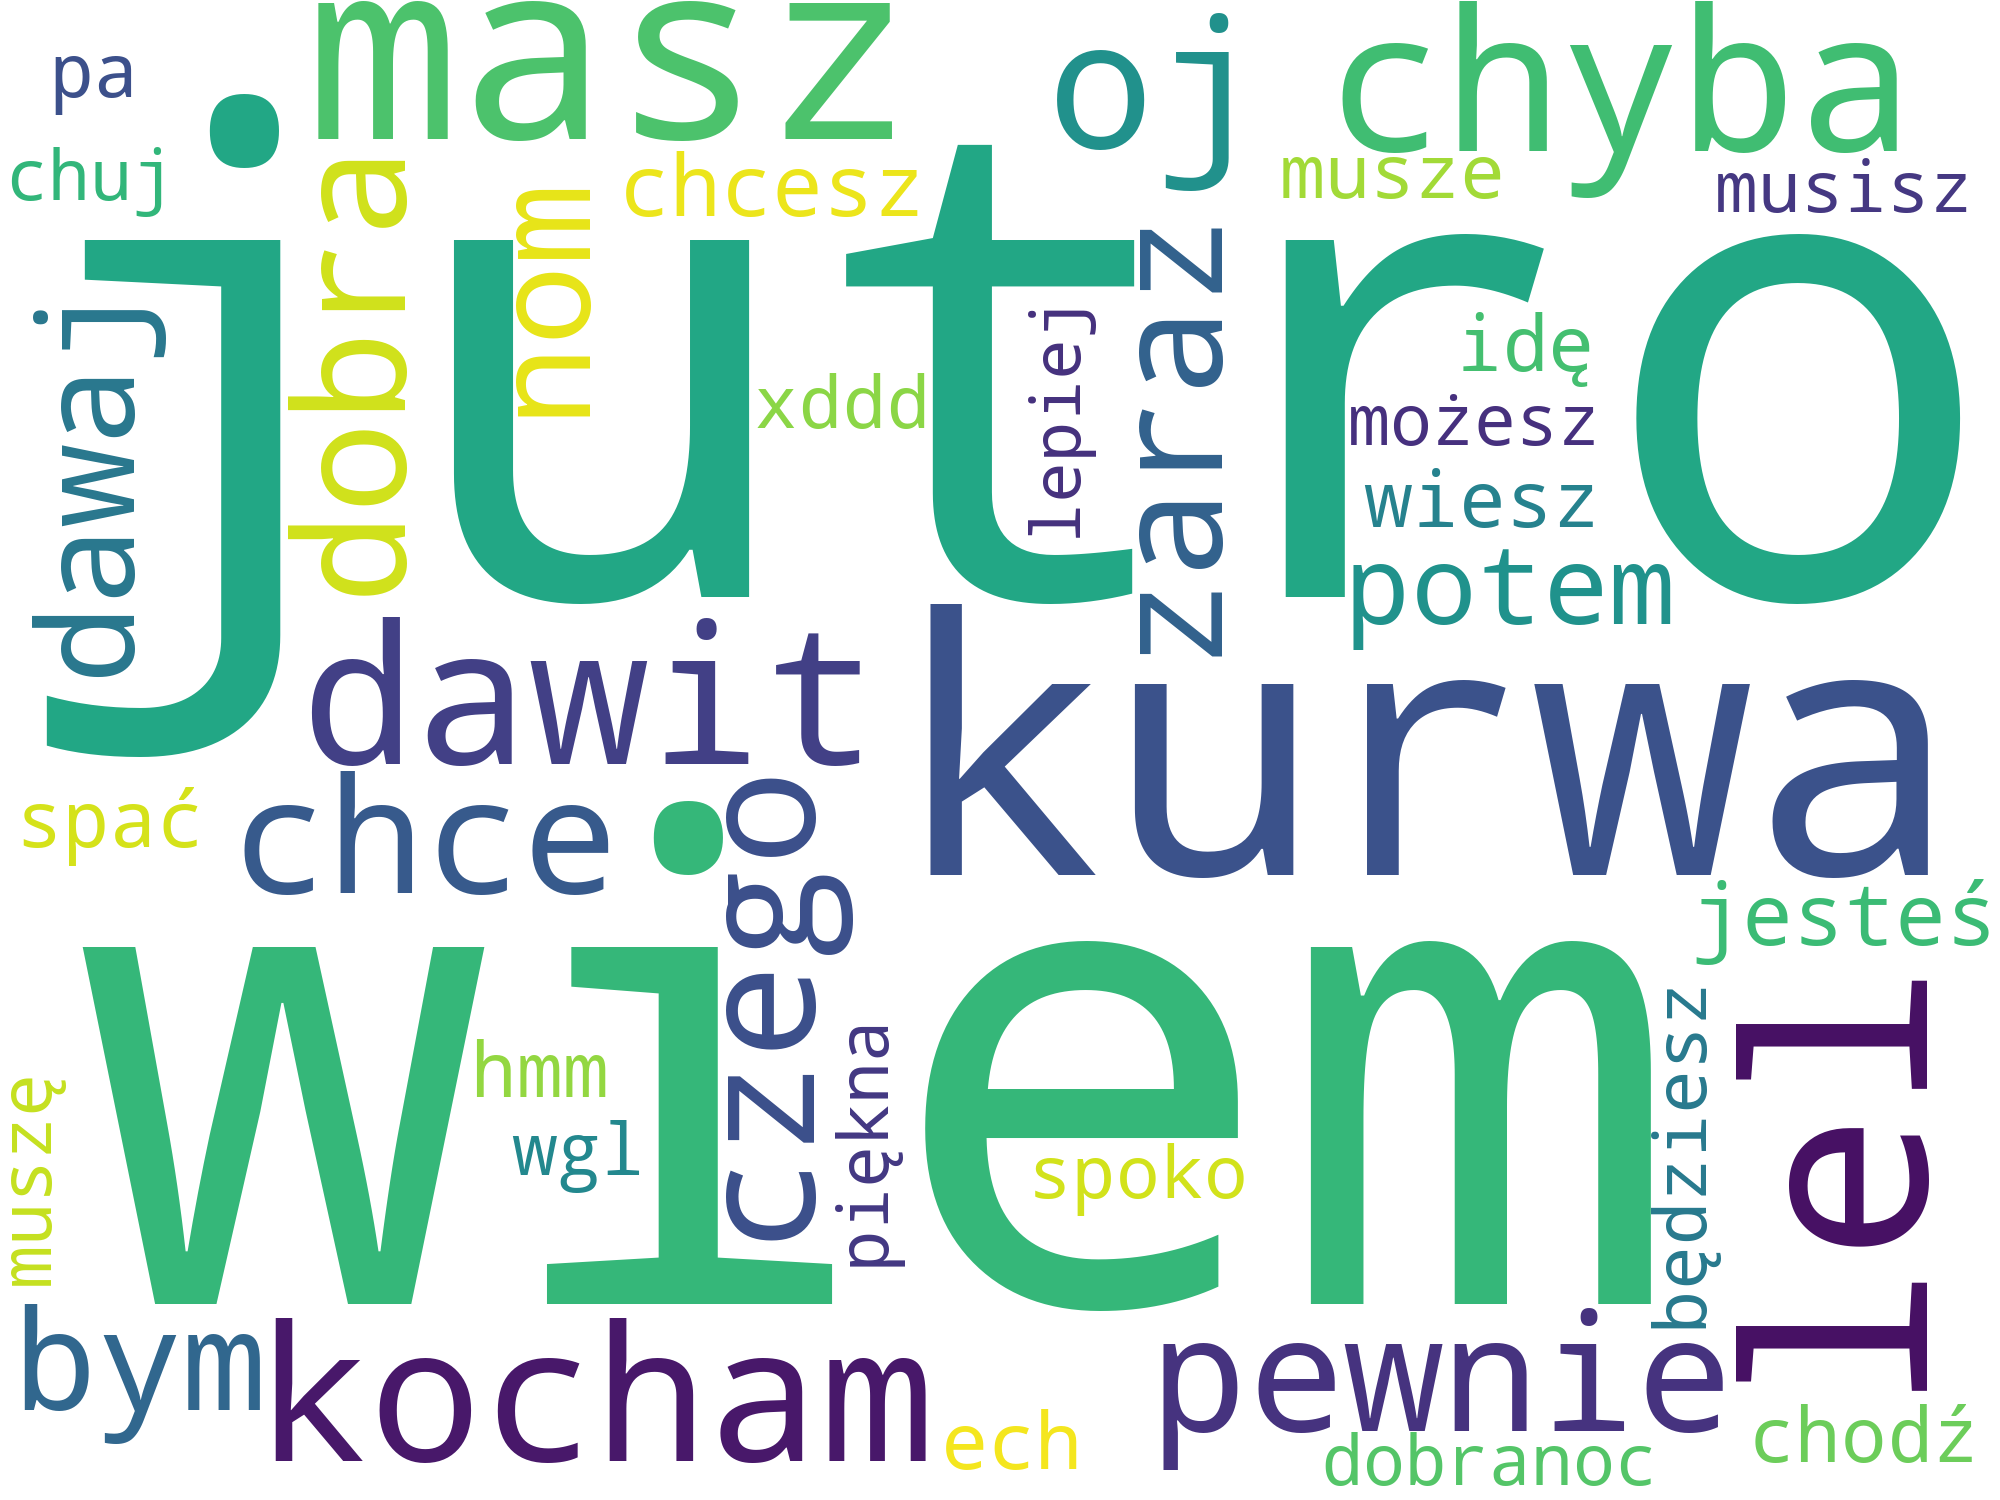 masz
oj
chyba
pa
chuj
chcesz
musze
musisz
jutro
dobra
nom
dawaj
zaraz
lepiej
xddd
idę
możesz
wiesz
potem
dawit
kurwa
spać
chce
czego
jesteś
wiem
lel
będziesz
piękna
hmm
wgl
spoko
muszę
bym
kocham
pewnie
ech
dobranoc
chodź